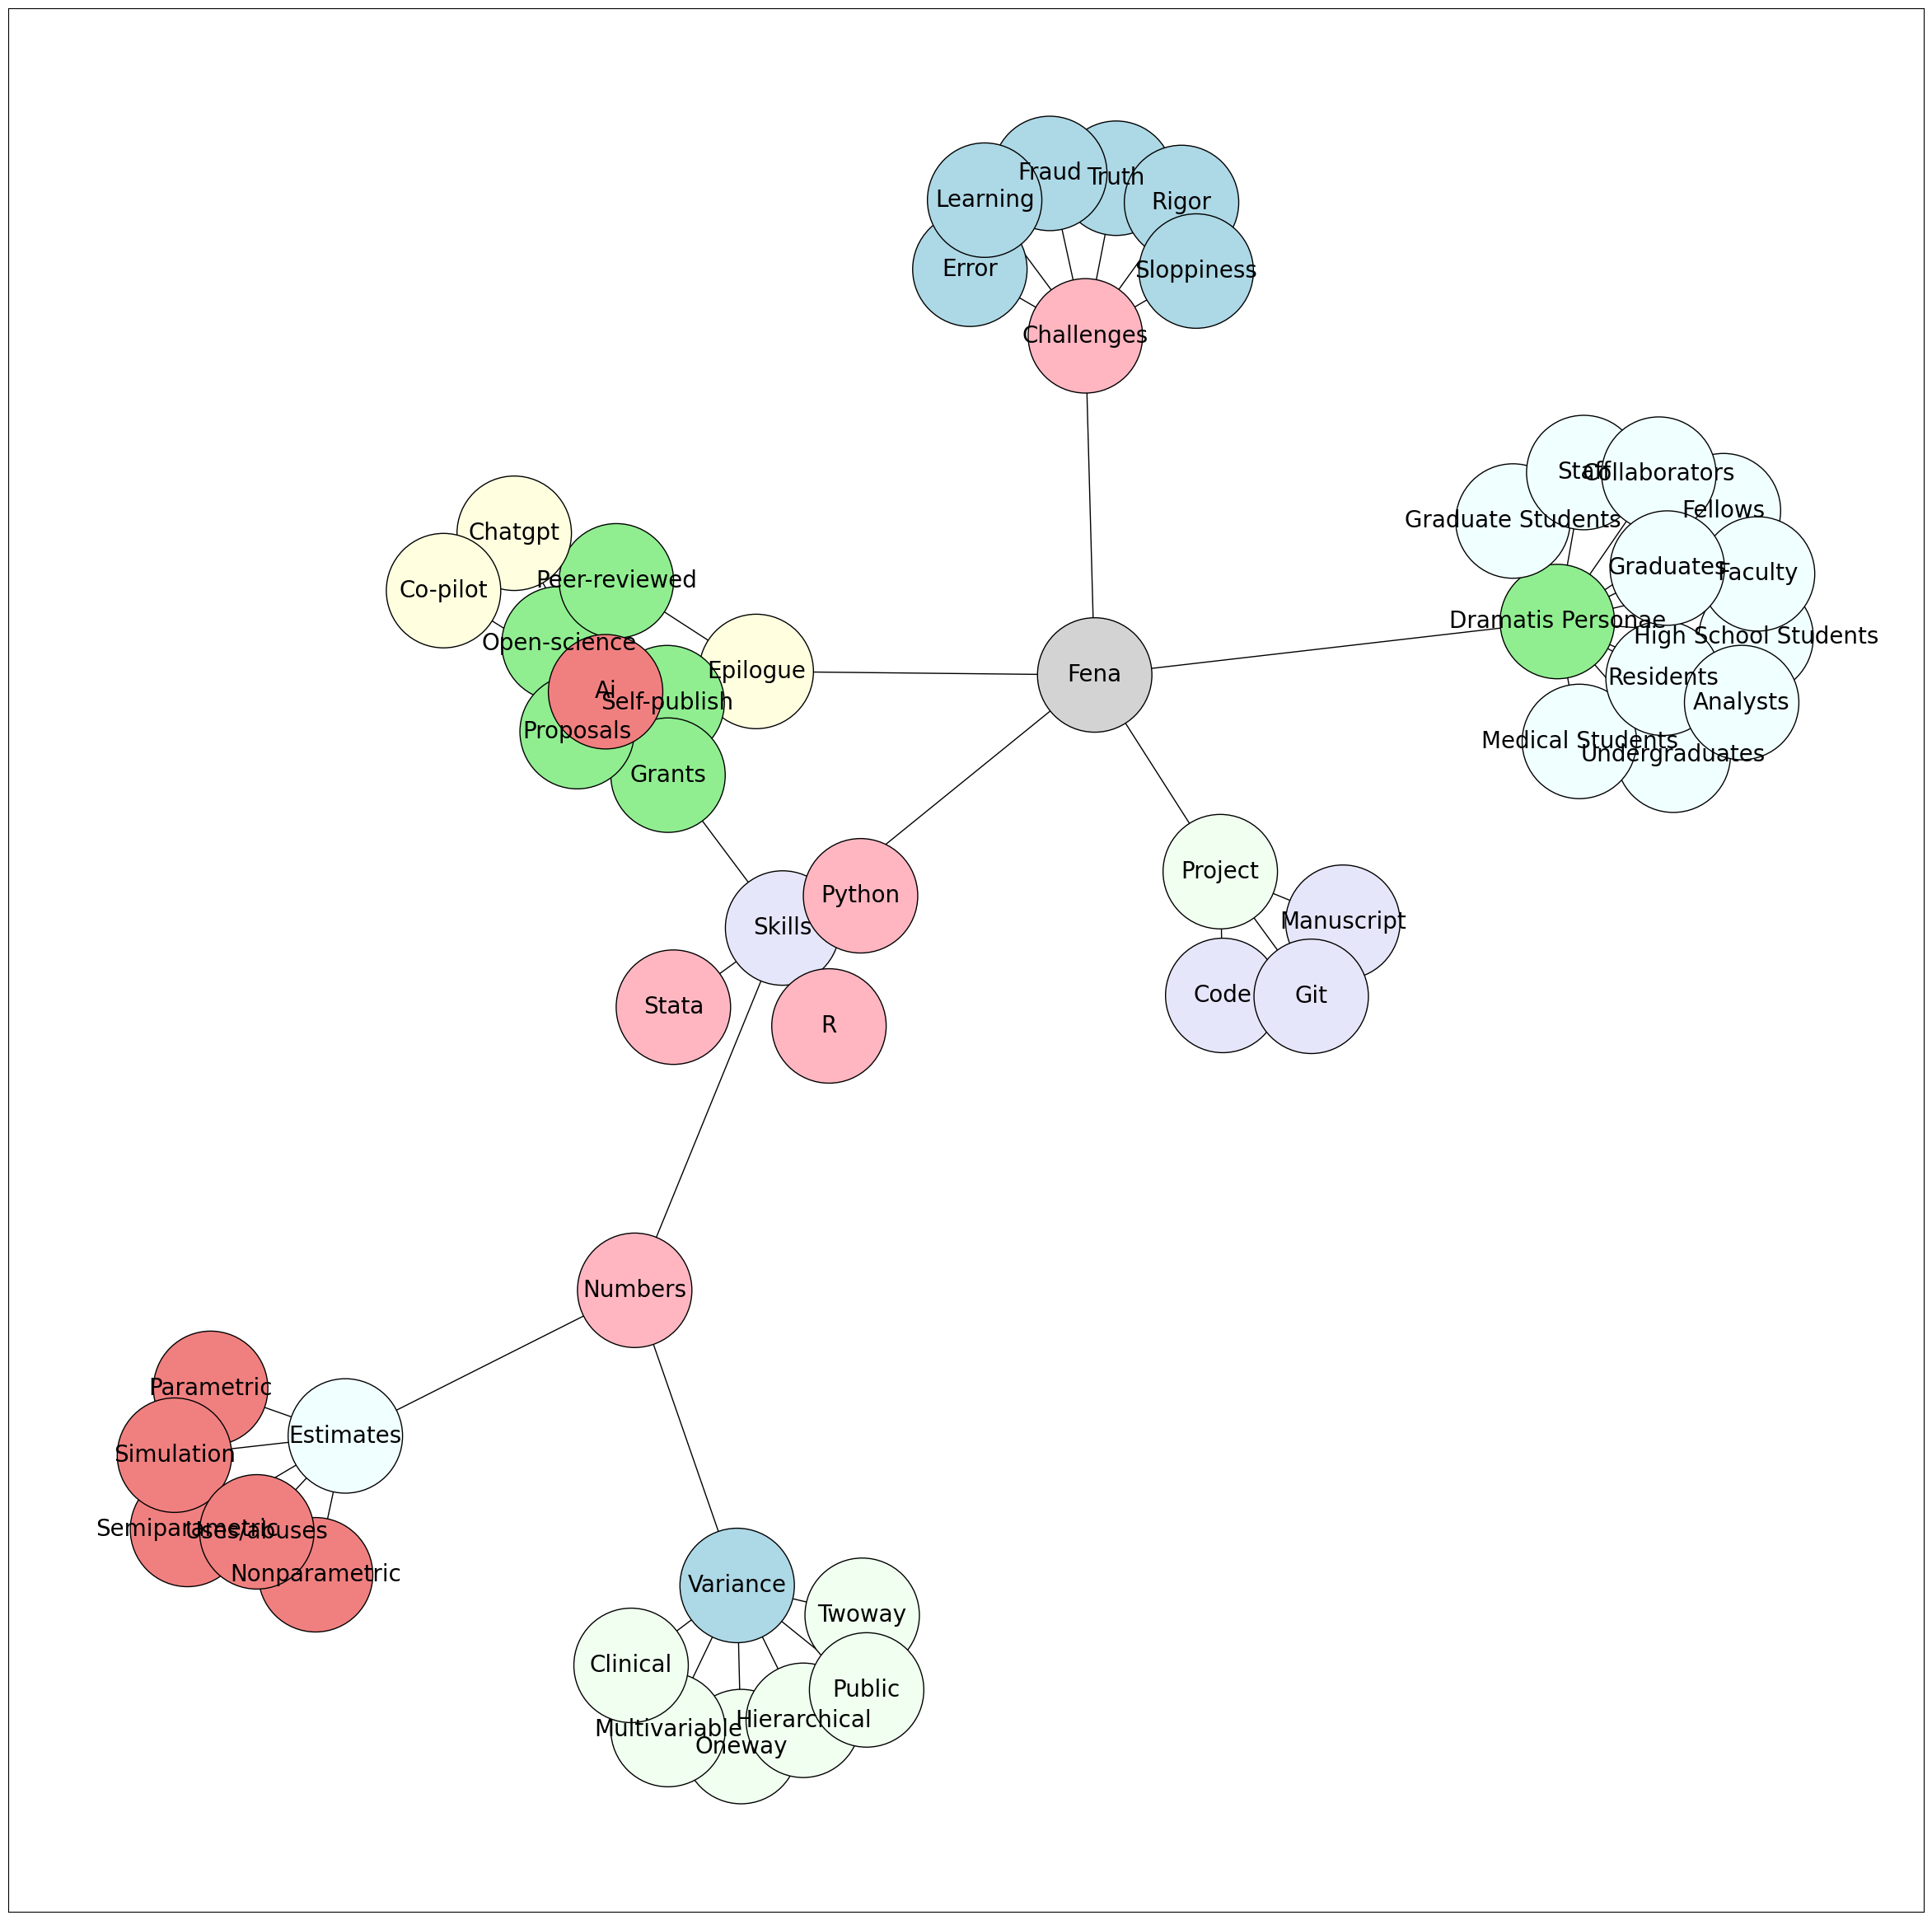 Fraud
Truth
Learning
Rigor
Error
Sloppiness
Challenges
Staff
Collaborators
Fellows
Graduate Students
Chatgpt
Graduates
Faculty
Peer-reviewed
Co-pilot
Dramatis Personae
High School Students
Open-science
Epilogue
Fena
Residents
Ai
Self-publish
Analysts
Proposals
Medical Students
Undergraduates
Grants
Project
Python
Manuscript
Skills
Code
Git
Stata
R
Numbers
Parametric
Estimates
Simulation
Semiparametric
Uses/abuses
Nonparametric
Variance
Twoway
Clinical
Public
Hierarchical
Multivariable
Oneway